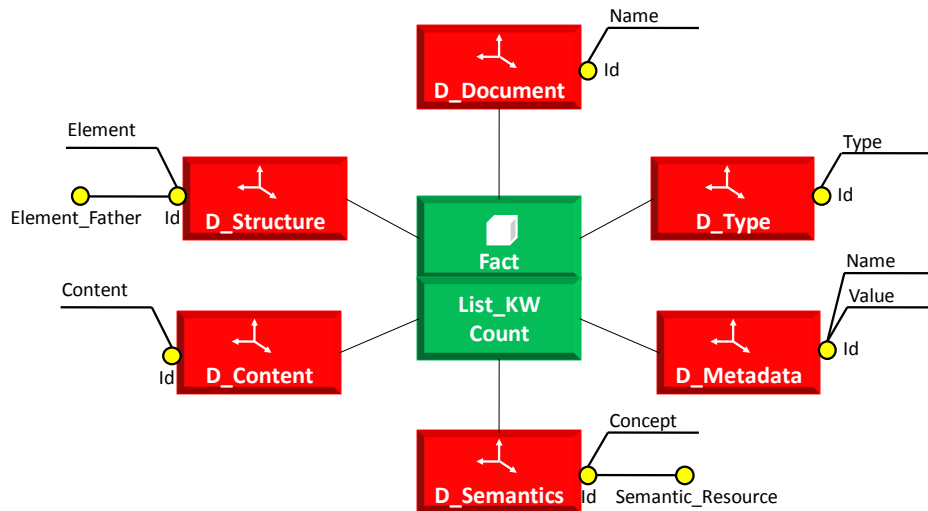 Name
Id
D_Document
Element
Element_Father
Id
D_Structure
Type
Id
D_Type
Fact
List_KW
Count
Content
Id
D_Content
Name
Value
Id
D_Metadata
Concept
Id
Semantic_Resource
D_Semantics